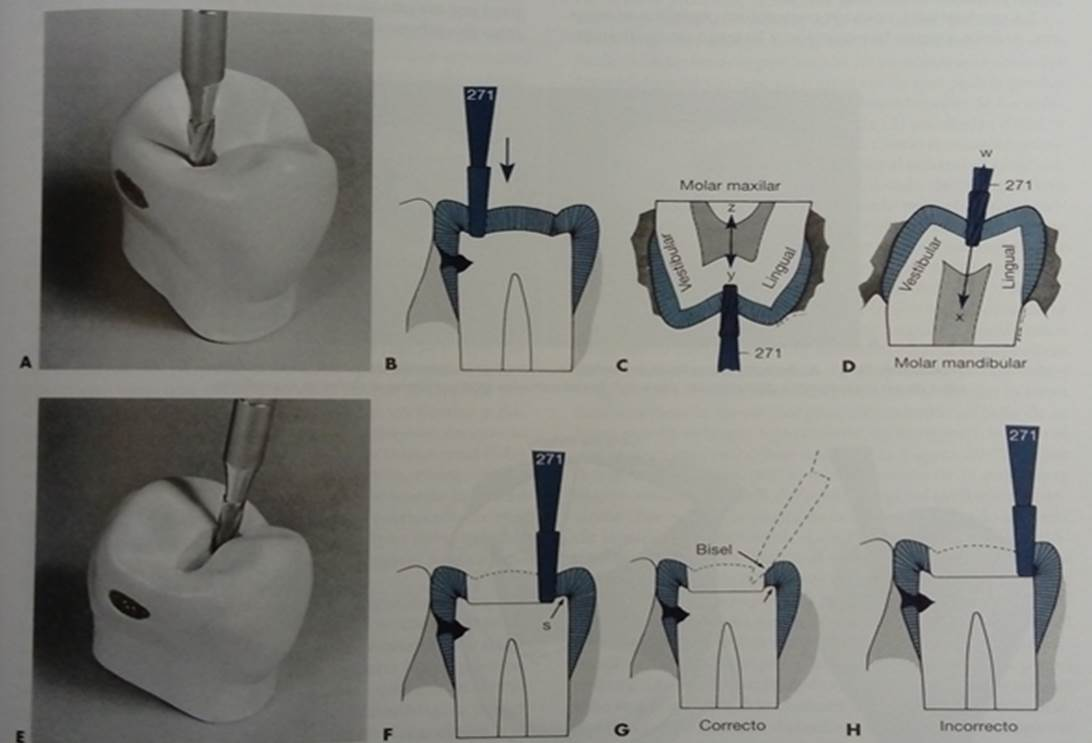 A
271
B
Molar maxilar
z
Vestibular
Lingual
y
271
C
w
271
Vestibular
Lingual
x
D
Molar mandibular
E
271
s
F
Bisel
G
Correcto
271
H
Incorrecto